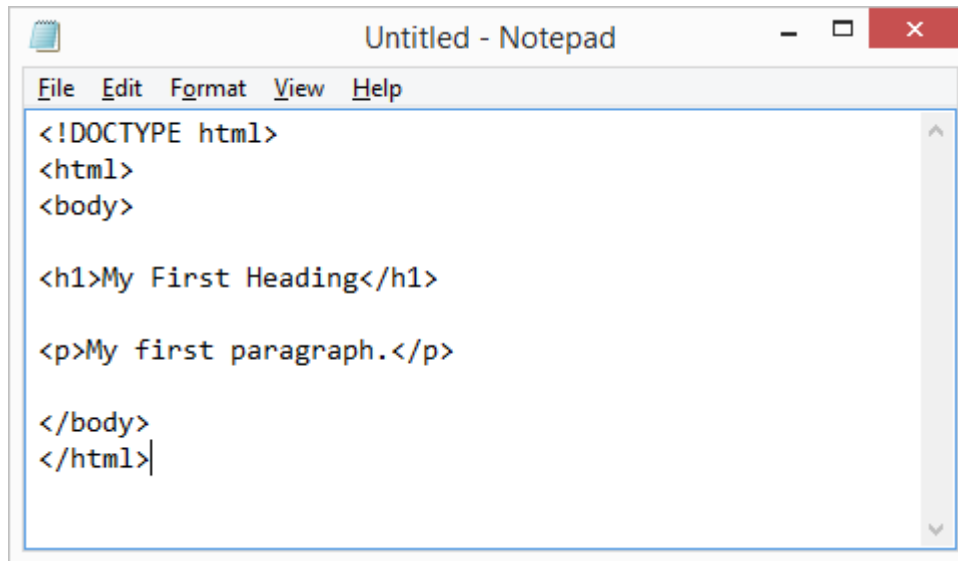 Untitled - Notepad
File Edit Format View Help
<!DOCTYPE html>
<html>
<body>
<h1>My First Heading</h1>
<p>My first paragraph.</p>
</body>
</html>